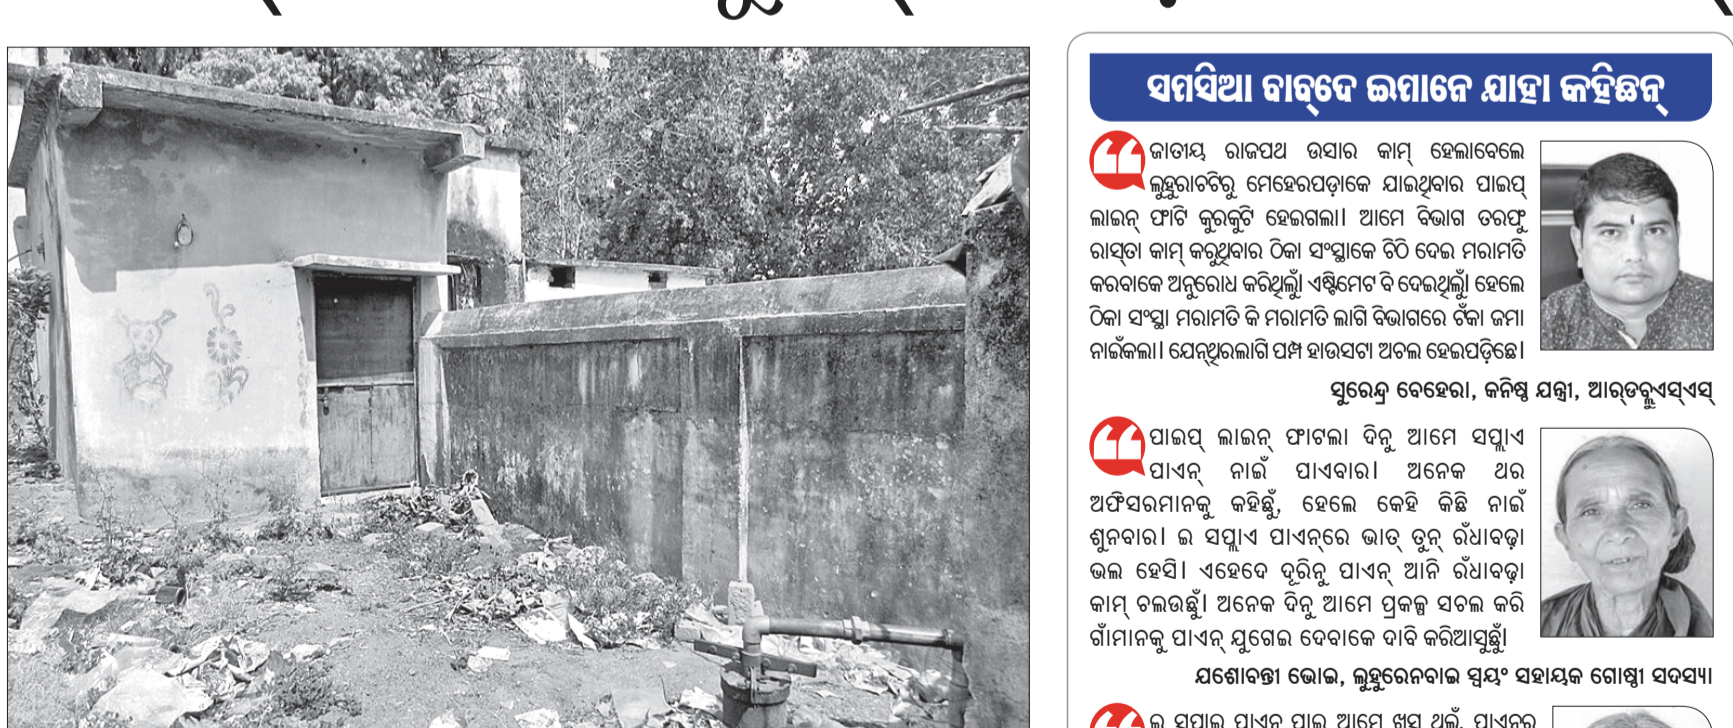 ସମସିଆ ବାବ୍‌ଦେ ଇମାନେ ଯାହା କହିଛନ୍
ଜାତୀୟ ରାଜପଥ ଉସାର କାମ୍ ହେଲାବେଲେ
ଲୁହୁରାଚଟିରୁ ମେହେରପଡ଼ାକେ ଯାଇଥିବାର ପାଇପ୍
ଲାଇନ୍ ଫାଟି କୁରକୁଟି ହେଇଗଲା। ଆମେ ବିଭାଗ ତରଫୁ
ରାସ୍ତା କାମ୍ କରୁଥିବାର ଠିକା ସଂସ୍ଥାକେ ଚିଠି ଦେଇ ମରାମତି
କରବାକେ ଅନୁରୋଧ କରିଥିଲୁଁ। ଏଷ୍ଟିମେଟ ବି ଦେଇଥିଲୁଁ। ହେଲେ
ଠିକା ସଂସ୍ଥା ମରାମତି କି ମରାମତି ଲାଗି ବିଭାଗରେ ଟଁକା ଜମା
ନାଇଁକଲା। ଯେନ୍‌ଥିରଲାଗି ପମ୍ପ ହାଉସଟା ଅଚଲ ହେଇପଡ଼ିଛେ।
ସୁରେନ୍ଦ୍ର ବେହେରା, କନିଷ୍ଠ ଯନ୍ତ୍ରୀ, ଆର୍‌ଡବ୍ଲୁଏସ୍‌ଏସ୍
ପାଇପ୍ ଲାଇନ୍ ଫାଟଲା ଦିନୁ ଆମେ ସପ୍ଲାଏ
ପାଏନ୍ ନାଇଁ ପାଏବାର। ଅନେକ ଥର
ଅଫିସରମାନକୁ କହିଛୁଁ, ହେଲେ କେହି କିଛି ନାଇଁ
ଶୁନବାର। ଇ ସପ୍ଲାଏ ପାଏନ୍‌ରେ ଭାତ୍ ତୁନ୍ ରଁଧାବଢ଼ା
ଭଲ ହେସି। ଏହେଦେ ଦୂରିନୁ ପାଏନ୍ ଆନି ରଁଧାବଢ଼ା
କାମ୍ ଚଲଉଛୁଁ। ଅନେକ ଦିନୁ ଆମେ ପ୍ରକଳ୍ପ ସଚଲ କରି
ଗାଁମାନକୁ ପାଏନ୍ ଯୁଗେଇ ଦେବାକେ ଦାବି କରିଆସୁଛୁଁ।
ଯଶୋବନ୍ତୀ ଭୋଇ, ଲୁହୁରେନବାଇ ସ୍ୱୟଂ ସହାୟକ ଗୋଷ୍ଠୀ ସଦସ୍ୟା